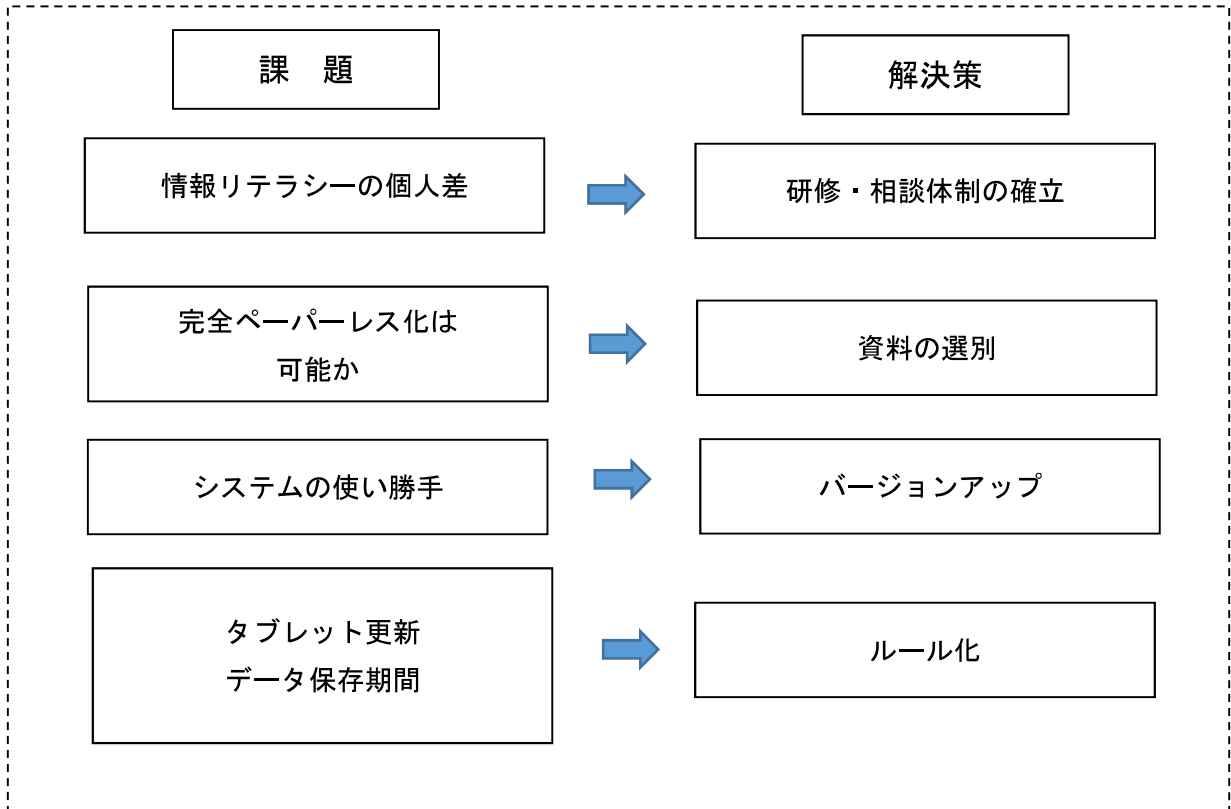 課　題
解決策
情報リテラシーの個人差
研修・相談体制の確立
完全ペーパーレス化は
可能か
資料の選別
システムの使い勝手
バージョンアップ
タブレット更新
データ保存期間
ルール化